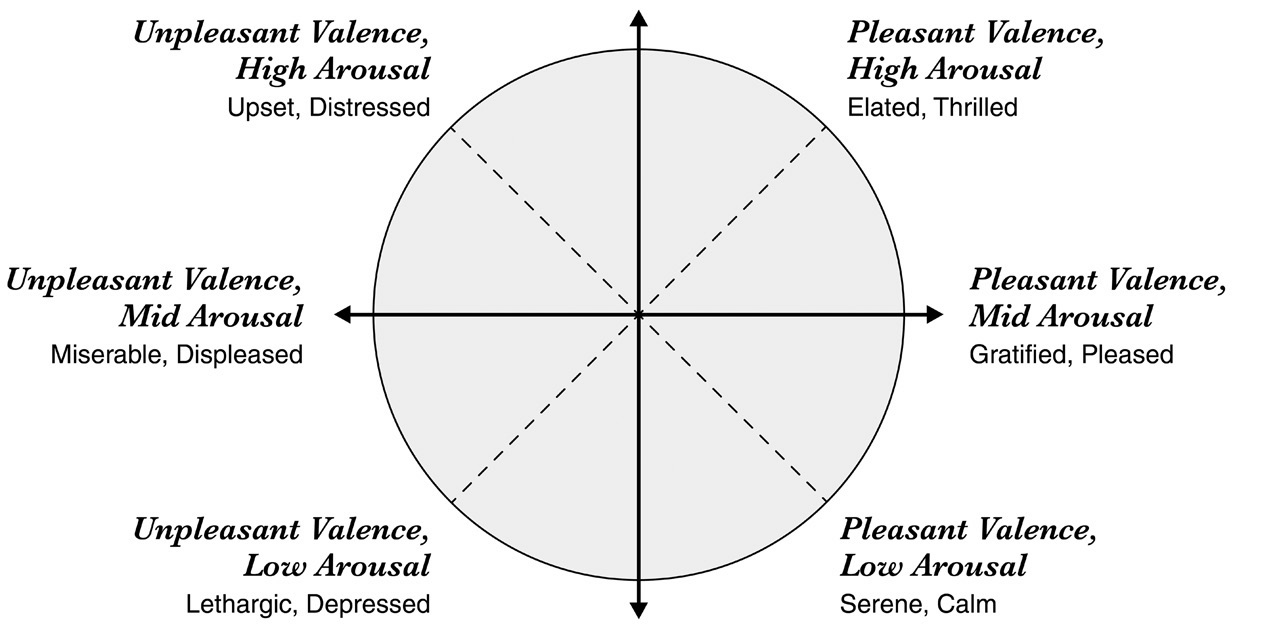 Unpleasant Valence,
High Arousal
Upset, Distressed
Pleasant Valence,
High Arousal
Elated, Thrilled
Unpleasant Valence,
Mid Arousal
Miserable, Displeased
Pleasant Valence,
Mid Arousal
Gratified, Pleased
Unpleasant Valence,
Low Arousal
Lethargic, Depressed
Pleasant Valence,
Low Arousal
Serene, Calm